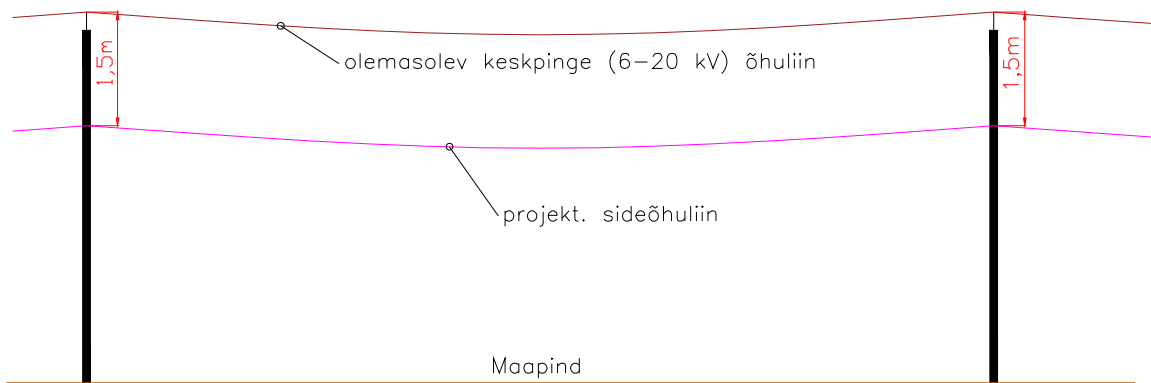 olemasolev keskpinge (6-20 kV) õhuliin
1,5m
1,5m
projekt. sideõhuliin
Maapind